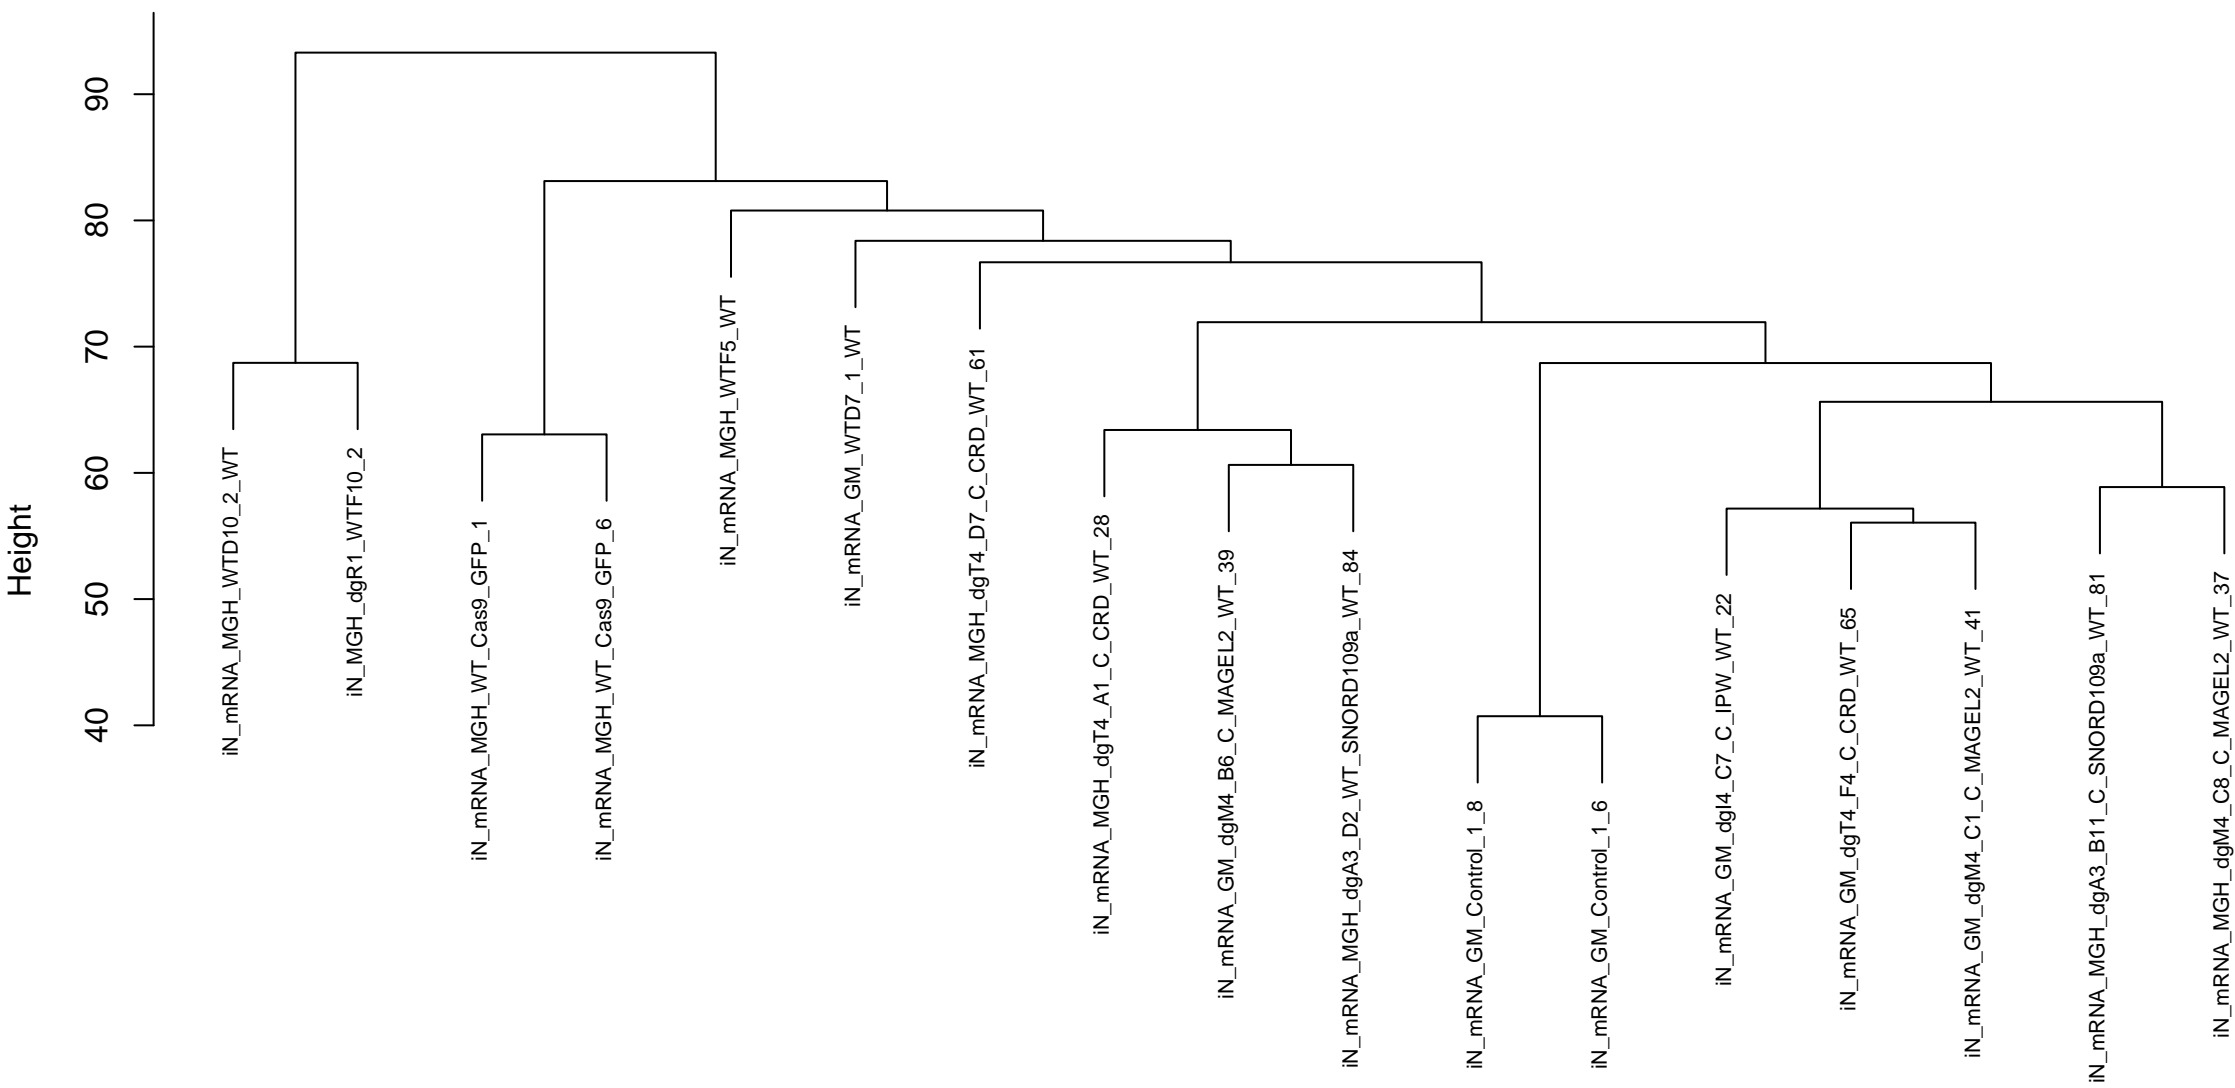 Height
90
80
70
60
50
40
iN_mRNA_MGH_WTD10_2_WT
iN_MGH_dgR1_WTF10_2
iN_mRNA_MGH_WT_Cas9_GFP_1
iN_mRNA_MGH_WT_Cas9_GFP_6
iN_mRNA_MGH_WTF5_WT
iN_mRNA_GM_WTD7_1_WT
iN_mRNA_MGH_dgT4_D7_C_CRD_WT_61
iN_mRNA_MGH_dgT4_A1_C_CRD_WT_28
iN_mRNA_GM_dgM4_B6_C_MAGEL2_WT_39
iN_mRNA_MGH_dgA3_D2_WT_SNORD109a_WT_84
iN_mRNA_GM_Control_1_8
iN_mRNA_GM_Control_1_6
iN_mRNA_GM_dgI4_C7_C_IPW_WT_22
iN_mRNA_GM_dgT4_F4_C_CRD_WT_65
iN_mRNA_GM_dgM4_C1_C_MAGEL2_WT_41
iN_mRNA_MGH_dgA3_B11_C_SNORD109a_WT_81
iN_mRNA_MGH_dgM4_C8_C_MAGEL2_WT_37